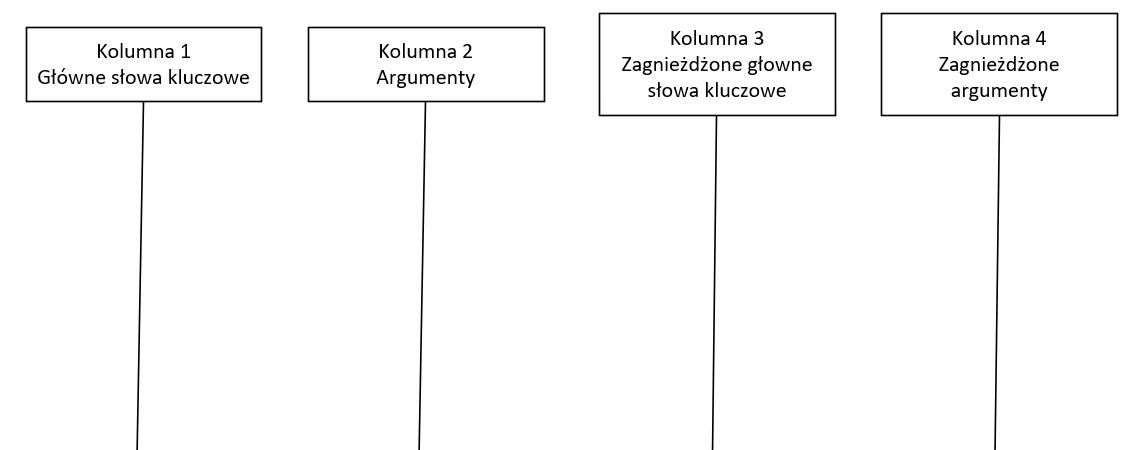 Kolumna 1
Główne słowa kluczowe
Kolumna 2
Argumenty
Kolumna 3
Zagnieżdżone głowne
słowa kluczowe
Kolumna 4
Zagnieżdżone
argumenty